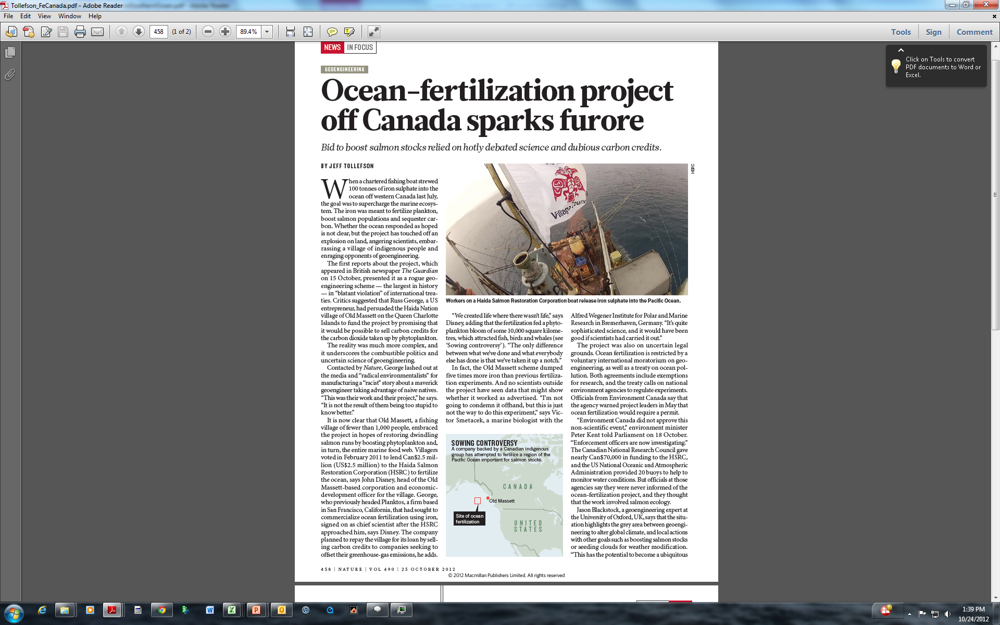 Tollefson_FeCanada.pdf - Adobe Reader
File Edit View Window Help
458 (1 of 2) 89.4% Tools Sign Comment
Click on Tools to convert
PDF documents to Word or
Excel.
NEWS IN FOCUS
GEOENGINEERING
Ocean-fertilization project
off Canada sparks furore
Bid to boost salmon stocks relied on hotly debated science and dubious carbon credits.
BY JEFF TOLLEFSON
When a chartered fishing boat strewed
100 tonnes of iron sulphate into the
ocean off western Canada last July,
the goal was to supercharge the marine ecosys-
tem. The iron was meant to fertilize plankton,
boost salmon populations and sequester car-
bon. Whether the ocean responded as hoped
is not clear, but the project has touched off an
explosion on land, angering scientists, embar-
rassing a village of indigenous people and
enraging opponents of geoengineering.
The first reports about the project, which
appeared in British newspaper The Guardian
on 15 October, presented it as a rogue geo-
engineering scheme — the largest in history
— in “blatant violation” of international trea-
ties. Critics suggested that Russ George, a US
entrepreneur, had persuaded the Haida Nation
village of Old Massett on the Queen Charlotte
Islands to fund the project by promising that
it would be possible to sell carbon credits for
the carbon dioxide taken up by phytoplankton.
The reality was much more complex, and
it underscores the combustible politics and
uncertain science of geoengineering.
Contacted by Nature, George lashed out at
the media and “radical environmentalists” for
manufacturing a “racist” story about a maverick
geoengineer taking advantage of naive natives.
“This was their work and their project,” he says.
“It is not the result of them being too stupid to
know better.”
It is now clear that Old Massett, a fishing
village of fewer than 1,000 people, embraced
the project in hopes of restoring dwindling
salmon runs by boosting phytoplankton and,
in turn, the entire marine food web. Villagers
voted in February 2011 to lend Can$2.5 mil-
lion (US$2.5 million) to the Haida Salmon
Restoration Corporation (HSRC) to fertilize
the ocean, says John Disney, head of the Old
Massett-based corporation and economic-
development officer for the village. George,
who previously headed Planktos, a firm based
in San Francisco, California, that had sought to
commercialize ocean fertilization using iron,
signed on as chief scientist after the HSRC
approached him, says Disney. The company
planned to repay the village for its loan by sell-
ing carbon credits to companies seeking to
offset their greenhouse-gas emissions, he adds.
Village Counc
HSRC
Workers on a Haida Salmon Restoration Corporation boat release iron sulphate into the Pacific Ocean.
“We created life where there wasn’t life,” says
Disney, adding that the fertilization fed a phyto-
plankton bloom of some 10,000 square kilome-
tres, which attracted fish, birds and whales (see
‘Sowing controversy’). “The only difference
between what we’ve done and what everybody
else has done is that we’ve taken it up a notch.”
In fact, the Old Massett scheme dumped
five times more iron than previous fertiliza-
tion experiments. And no scientists outside
the project have seen data that might show
whether it worked as advertised. “I’m not
going to condemn it offhand, but this is just
not the way to do this experiment,” says Vic-
tor Smetacek, a marine biologist with the
SOWING CONTROVERSY
A company backed by a Canadian indigenous
group has attempted to fertilize a region of the
Pacific Ocean important for salmon stocks.
CANADA
Old Massett
Site of ocean
fertilization
UNITED
STATES
Alfred Wegener Institute for Polar and Marine
Research in Bremerhaven, Germany. “It’s quite
sophisticated science, and it would have been
good if scientists had carried it out.”
The project was also on uncertain legal
grounds. Ocean fertilization is restricted by a
voluntary international moratorium on geo-
engineering, as well as a treaty on ocean pol-
lution. Both agreements include exemptions
for research, and the treaty calls on national
environment agencies to regulate experiments.
Officials from Environment Canada say that
the agency warned project leaders in May that
ocean fertilization would require a permit.
“Environment Canada did not approve this
non-scientific event,” environment minister
Peter Kent told Parliament on 18 October.
“Enforcement officers are now investigating.”
The Canadian National Research Council gave
nearly Can$70,000 in funding to the HSRC,
and the US National Oceanic and Atmospheric
Administration provided 20 buoys to help to
monitor water conditions. But officials at those
agencies say they were never informed of the
ocean-fertilization project, and they thought
that the work involved salmon ecology.
Jason Blackstock, a geoengineering expert at
the University of Oxford, UK, says that the situ-
ation highlights the grey area between geoengi-
neering to alter global climate, and local actions
with other goals such as boosting salmon stocks
or seeding clouds for weather modification.
“This has the potential to become a ubiquitous
458 | NATURE | VOL 490 | 25 OCTOBER 2012
© 2012 Macmillan Publishers Limited. All rights reserved
1:39 PM
10/24/2012